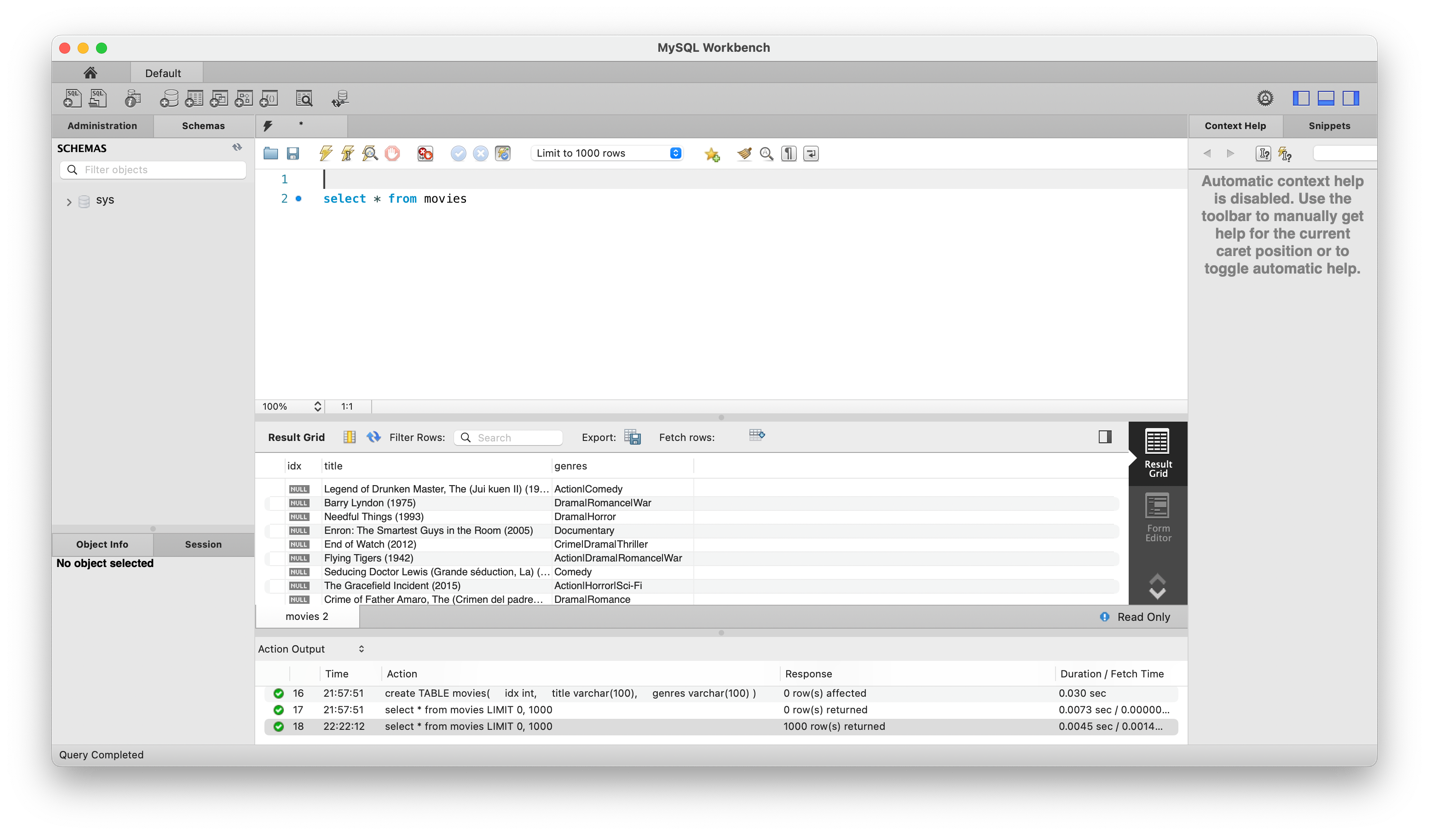 MySQL Workbench
Default
SQL SQL
Administration Schemas *
Context Help Snippets
SCHEMAS
Filter objects
sys
Limit to 1000 rows
1
2 select * from movies
Automatic context help
is disabled. Use the
toolbar to manually get
help for the current
caret position or to
toggle automatic help.
100% 1:1
Result Grid Filter Rows: Search Export: Fetch rows:
idx title genres
NULL Legend of Drunken Master, The (Jui kuen II) (19... Action|Comedy
NULL Barry Lyndon (1975) Drama|Romance|War
NULL Needful Things (1993) Drama|Horror
NULL Enron: The Smartest Guys in the Room (2005) Documentary
NULL End of Watch (2012) Crime|Drama|Thriller
NULL Flying Tigers (1942) Action|Drama|Romance|War
NULL Seducing Doctor Lewis (Grande séduction, La) (... Comedy
NULL The Gracefield Incident (2015) Action|Horror|Sci-Fi
NULL Crime of Father Amaro, The (Crimen del padre... Drama|Romance
Result
Grid
Form
Editor
Object Info Session
No object selected
movies 2 Read Only
Action Output
Time Action Response Duration / Fetch Time
16 21:57:51 create TABLE movies( idx int, title varchar(100), genres varchar(100) ) 0 row(s) affected 0.030 sec
17 21:57:51 select * from movies LIMIT 0, 1000 0 row(s) returned 0.0073 sec / 0.00000...
18 22:22:12 select * from movies LIMIT 0, 1000 1000 row(s) returned 0.0045 sec / 0.0014...
Query Completed